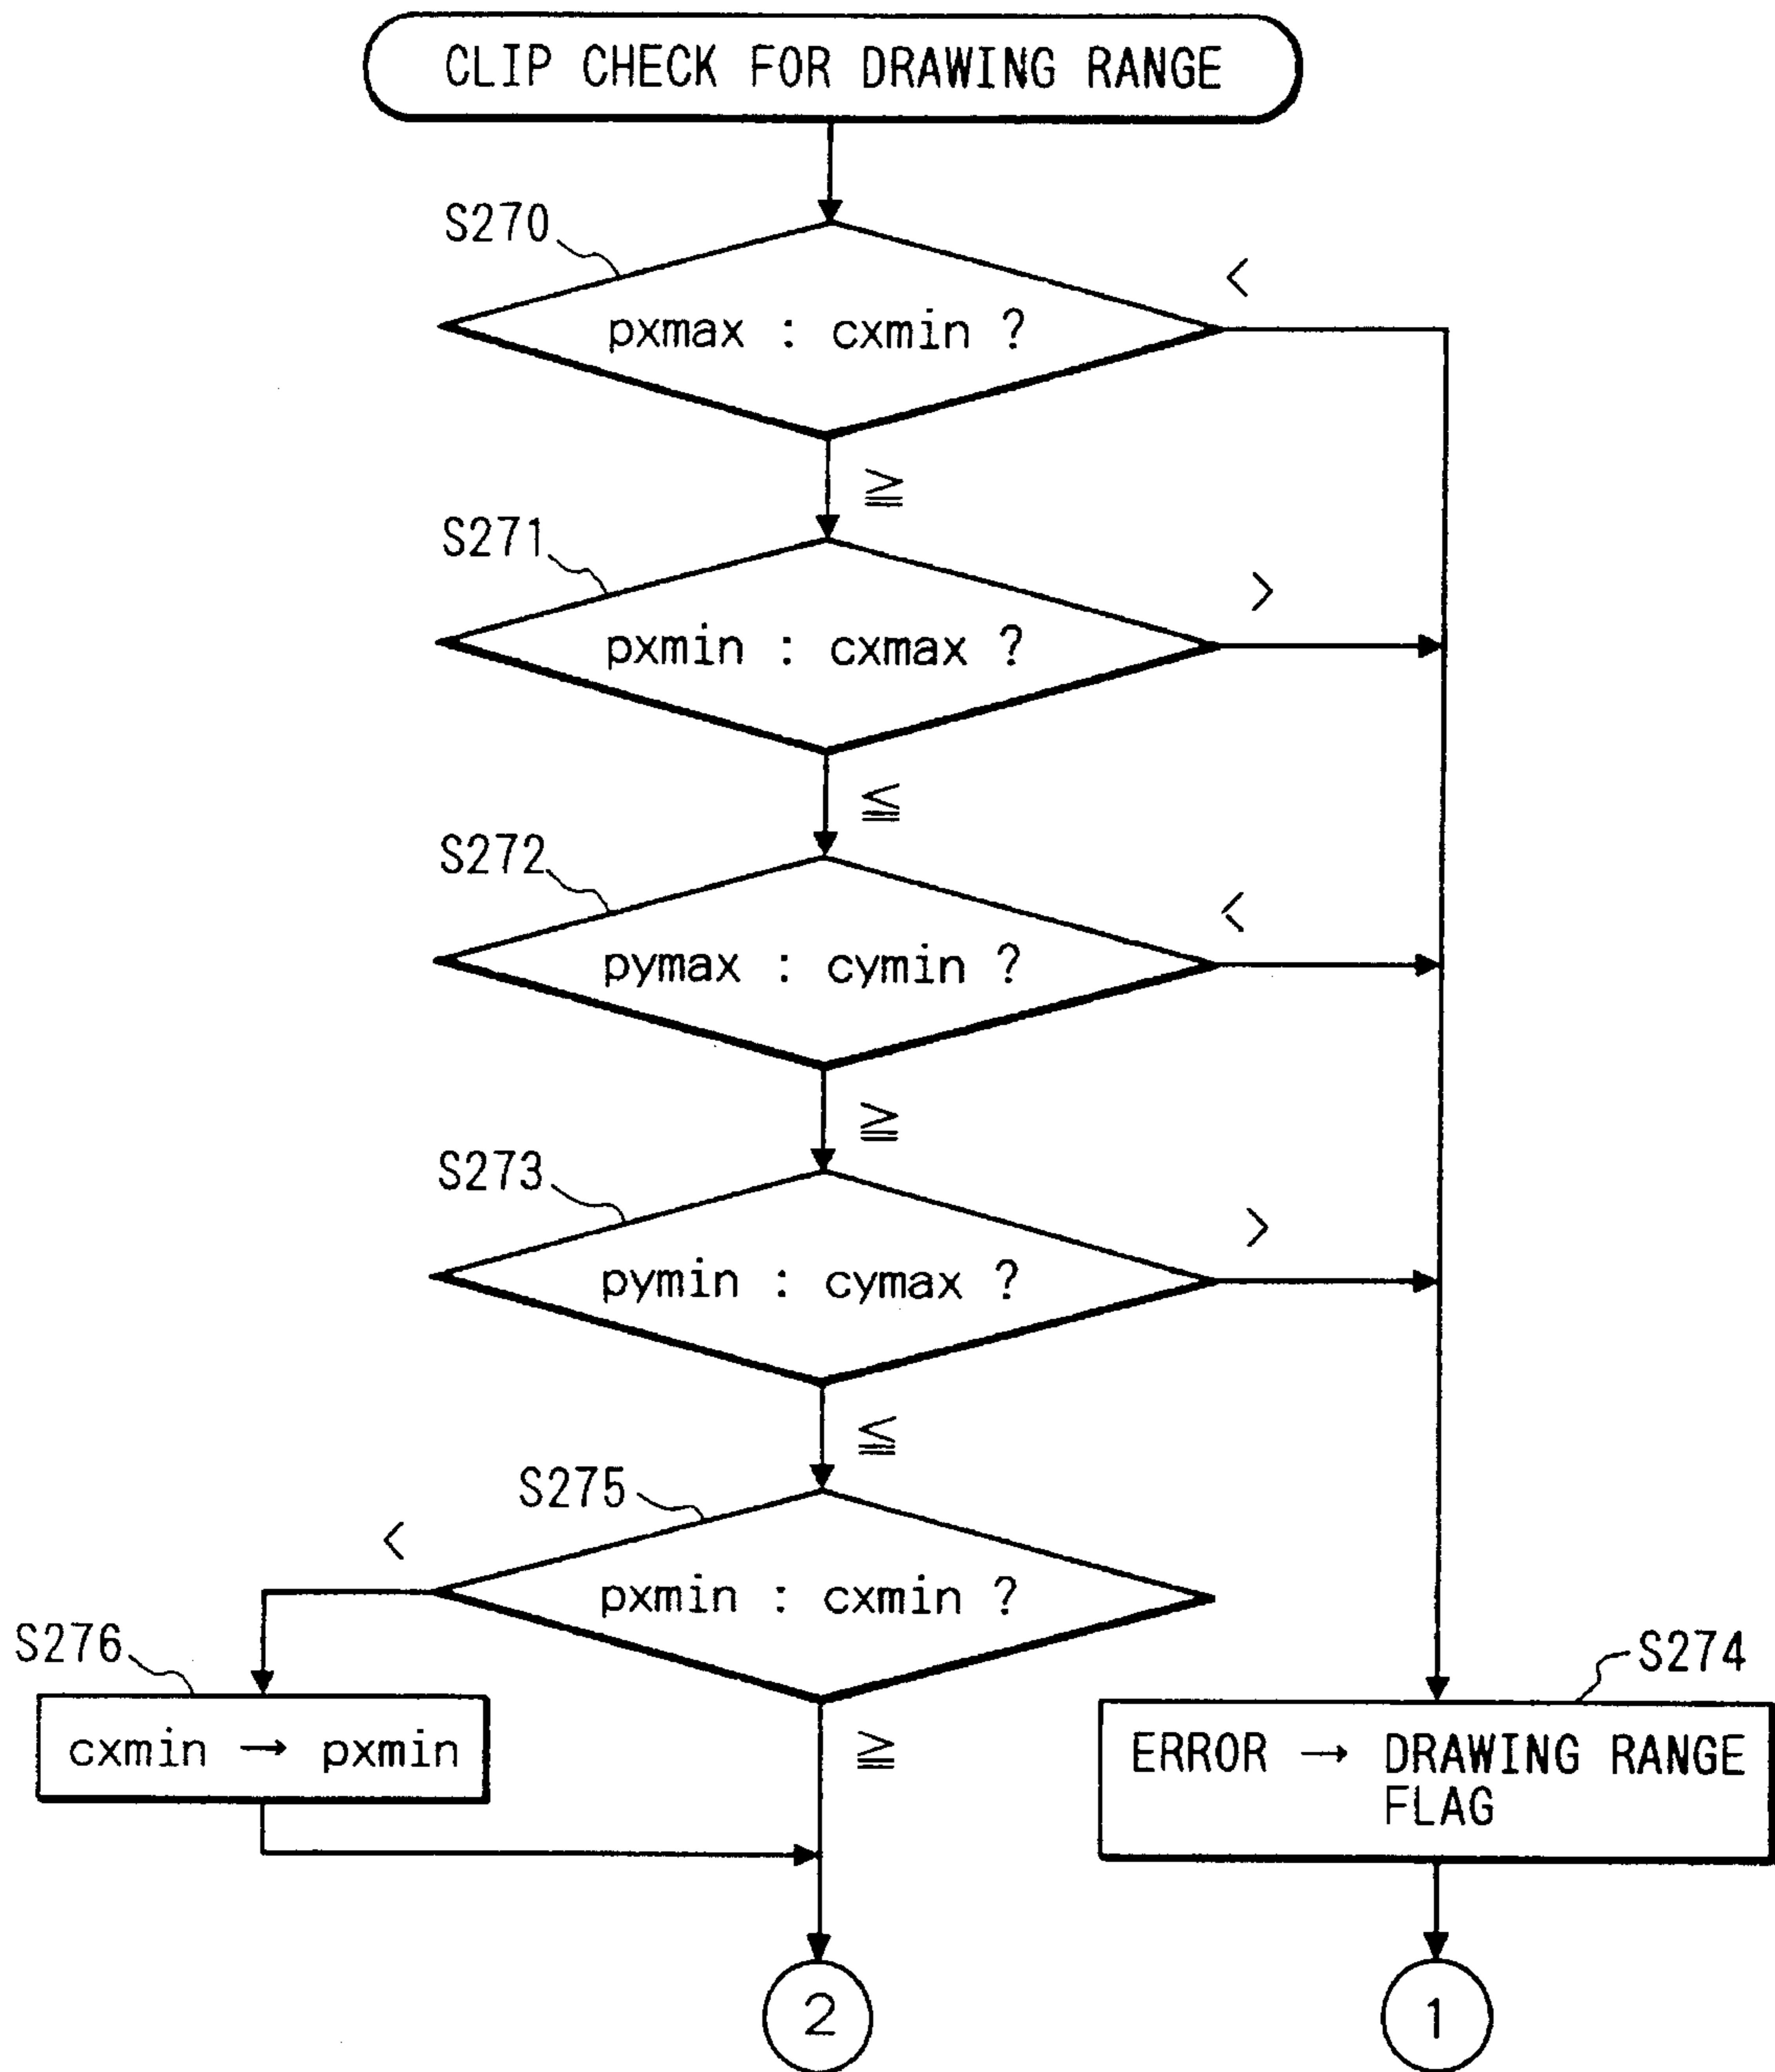 CLIP CHECK FOR DRAWING RANGE
S270
<
pxmax : cxmin ?
≧
S271
>
pxmin : cxmax ?
≦
S272
<
pymax : cymin ?
≧
S273
>
pymin : cymax ?
≦
S275
<
pxmin : cxmin ?
S276
S274
cxmin → pxmin
≧
ERROR → DRAWING RANGE
FLAG
2
1